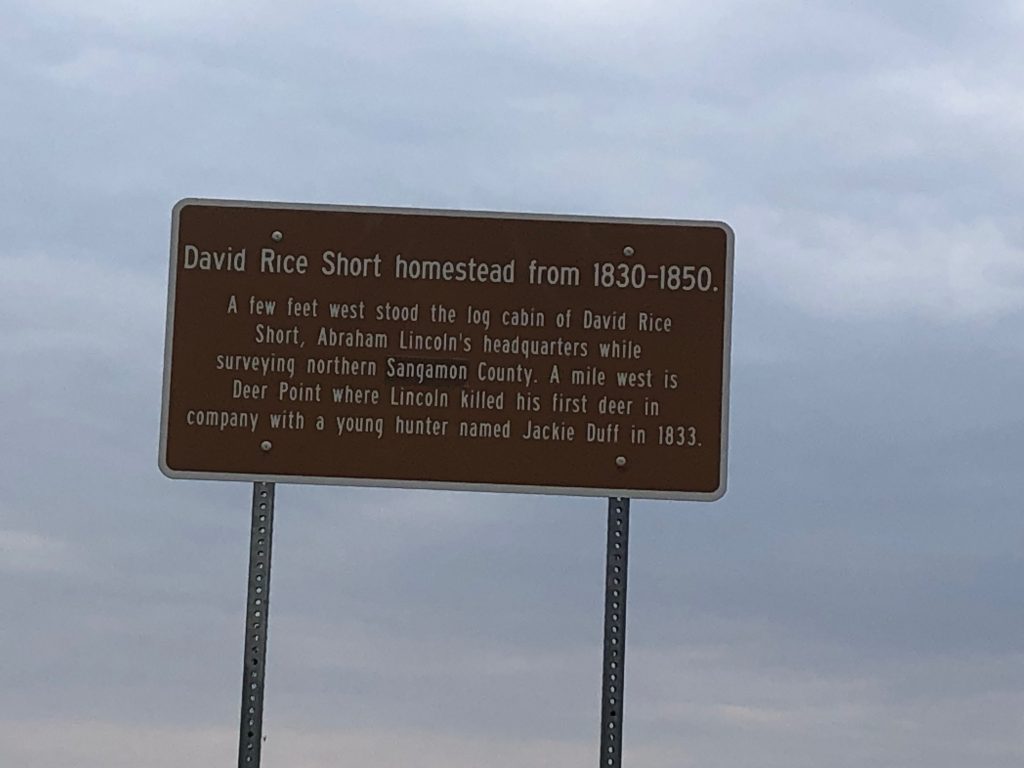 David Rice Short homestead from 1830-1850.
A few feet west stood the log cabin of David Rice
Short, Abraham Lincoln's headquarters while
surveying northern Sangamon County. A mile west is
Deer Point where Lincoln killed his first deer in
company with a young hunter named Jackie Duff in 1833.